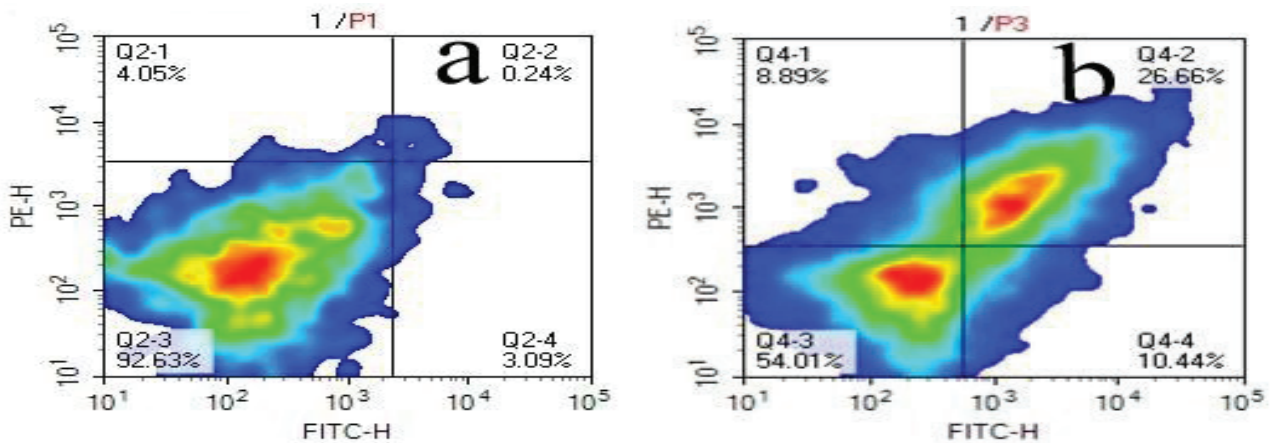 1 /P1
a
Q2-1
4.05%
Q2-2
0.24%
Q2-3
92.63%
Q2-4
3.09%
PE-H
10^5
10^4
10^3
10^2
10^1
10^1 10^2 10^3 10^4 10^5
FITC-H
1 /P3
b
Q4-1
8.89%
Q4-2
26.66%
Q4-3
54.01%
Q4-4
10.44%
PE-H
10^5
10^4
10^3
10^2
10^1
10^1 10^2 10^3 10^4 10^5
FITC-H